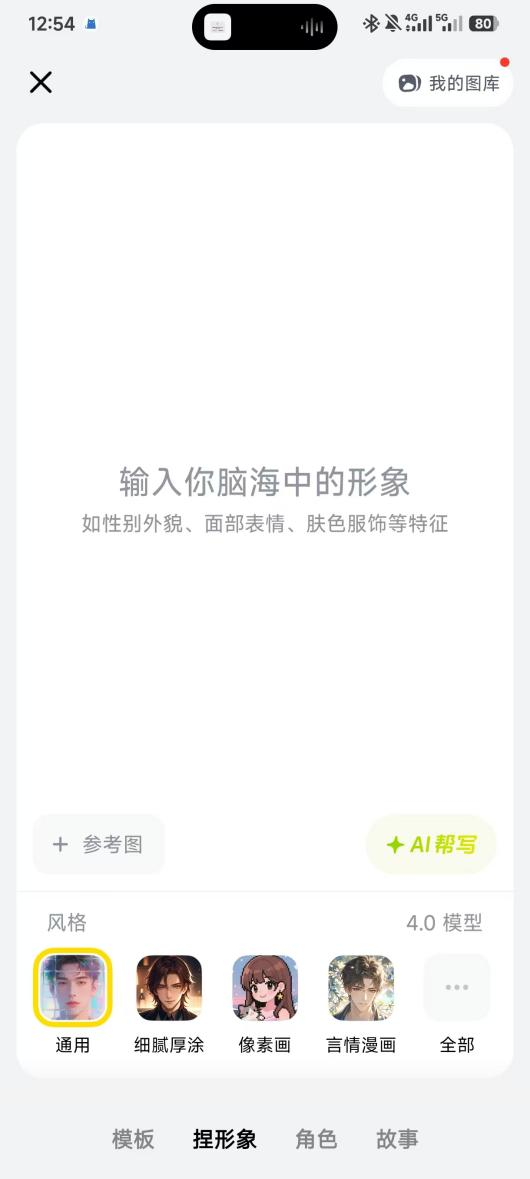 12:54
4G
5G
80
我的图库
输入你脑海中的形象
如性别外貌、面部表情、肤色服饰等特征
+ 参考图
AI帮写
风格
4.0 模型
通用
细腻厚涂
像素画
言情漫画
全部
模板
捏形象
角色
故事